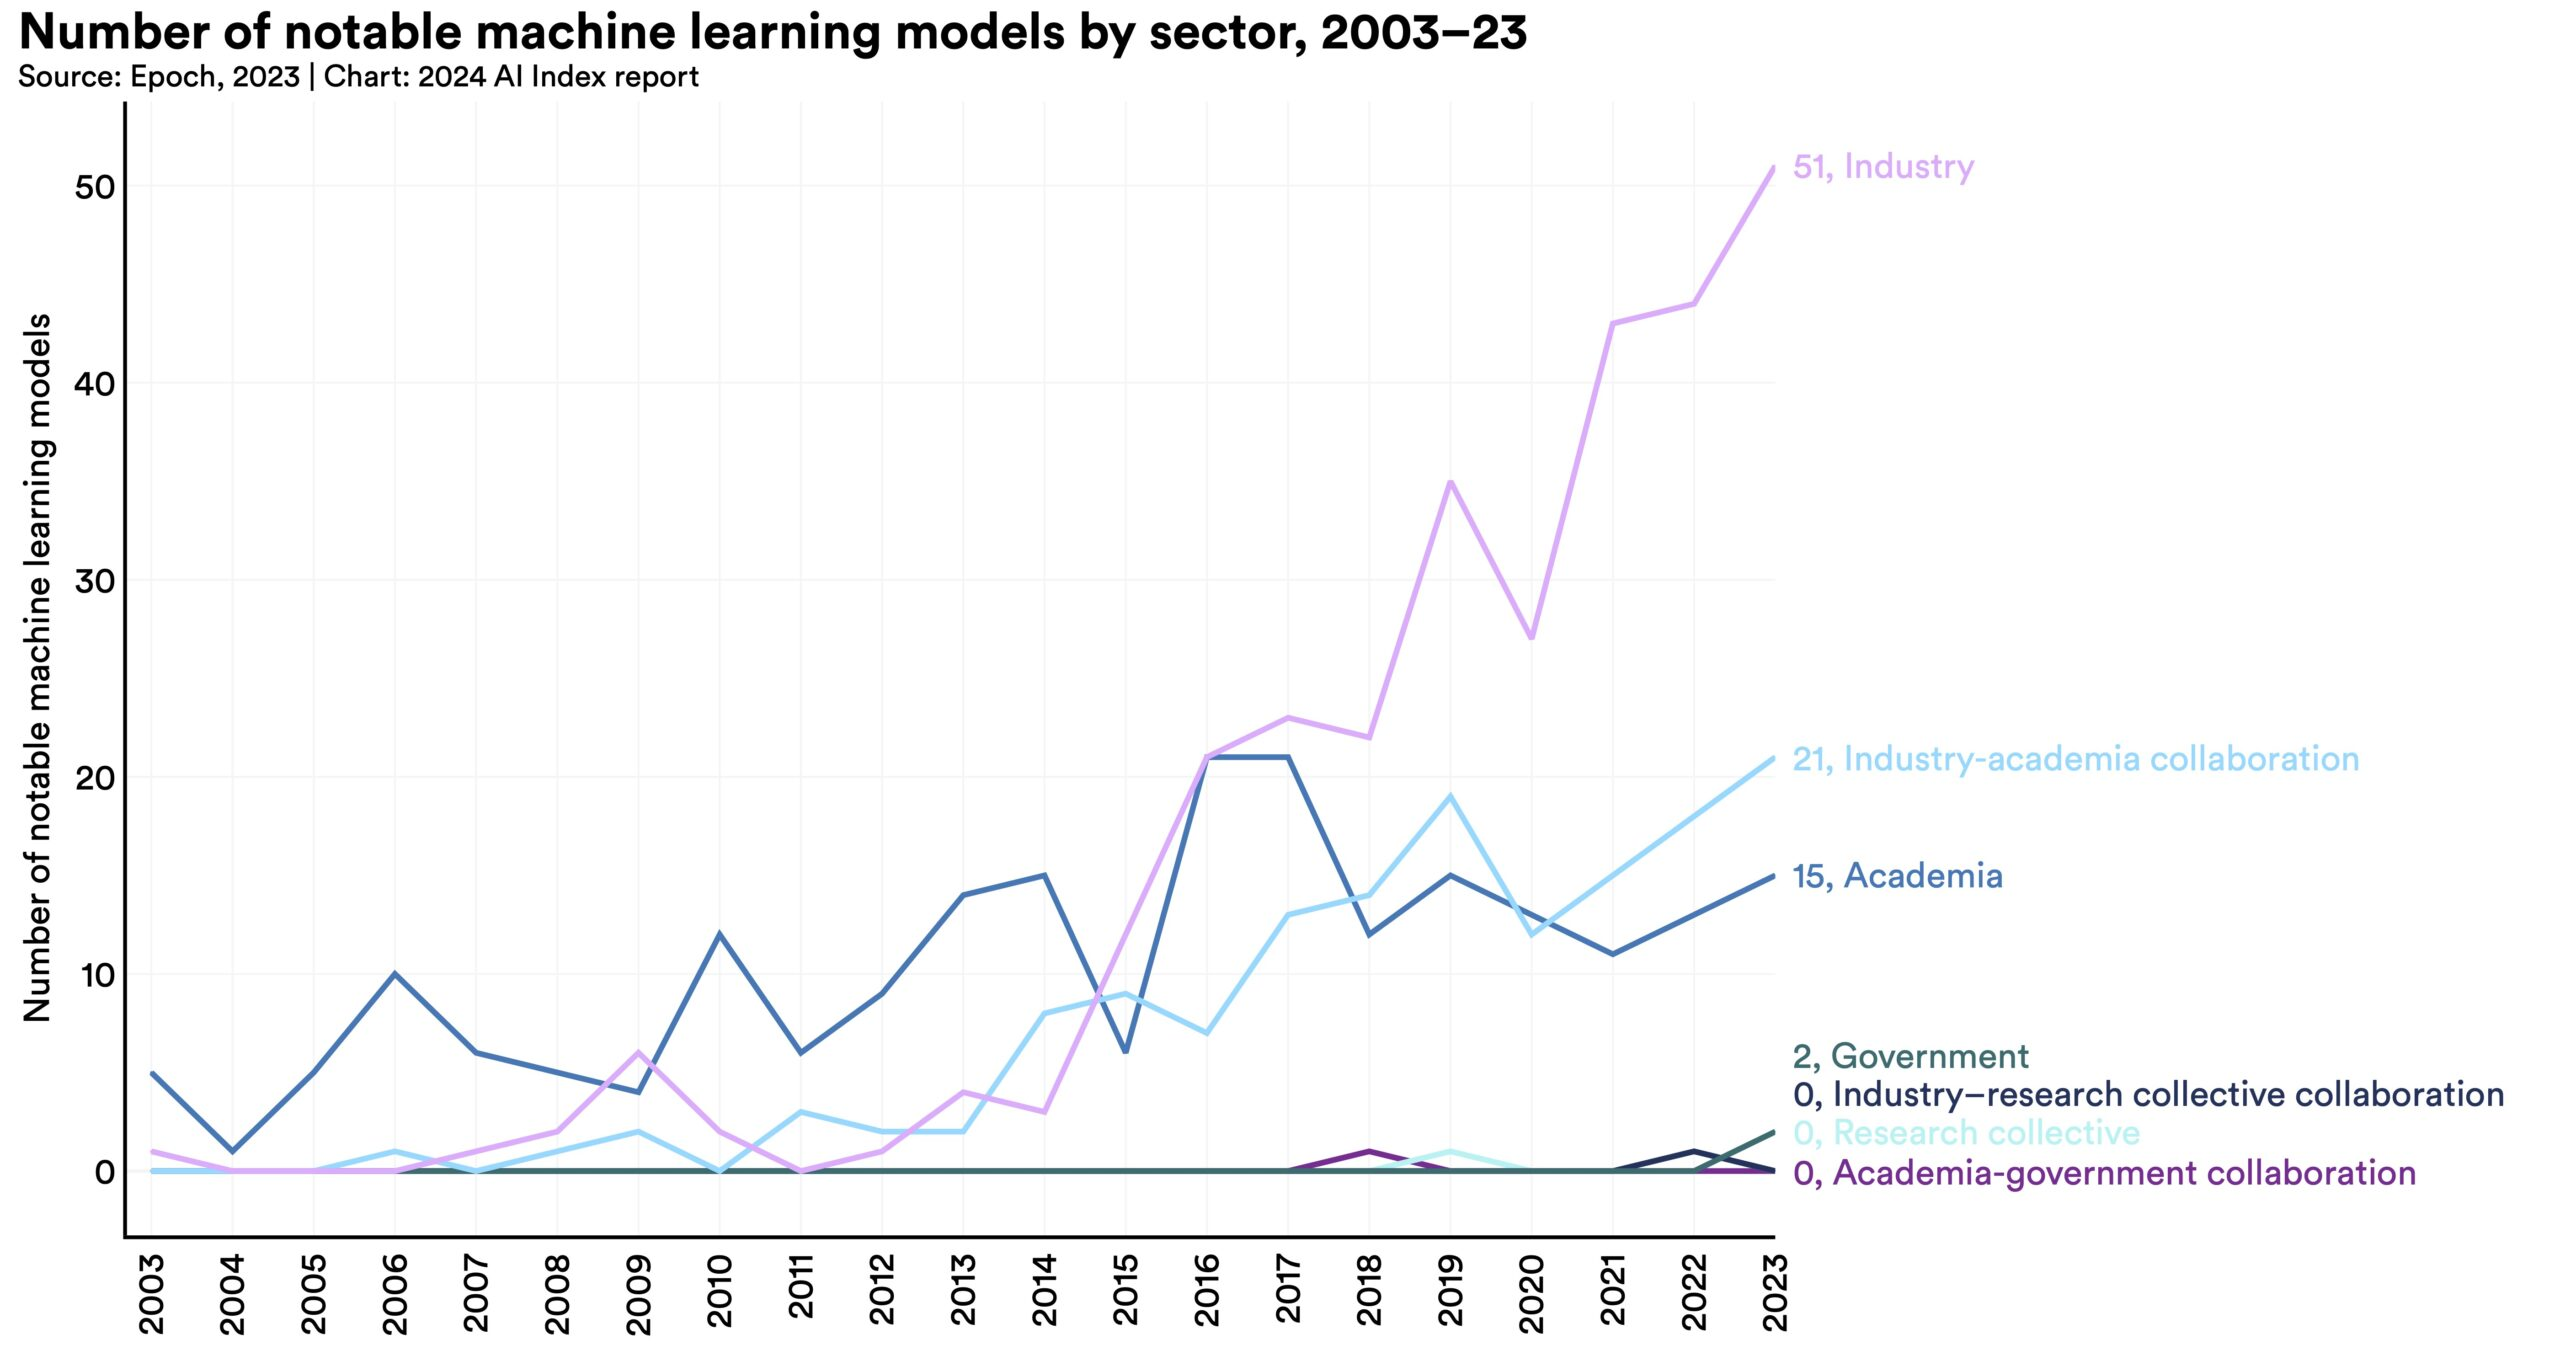 Number of notable machine learning models by sector, 2003–23
Source: Epoch, 2023 | Chart: 2024 AI Index report
Number of notable machine learning models
50
40
30
20
10
0
51, Industry
21, Industry-academia collaboration
15, Academia
2, Government
0, Industry–research collective collaboration
0, Research collective
0, Academia-government collaboration
2003
2004
2005
2006
2007
2008
2009
2010
2011
2012
2013
2014
2015
2016
2017
2018
2019
2020
2021
2022
2023